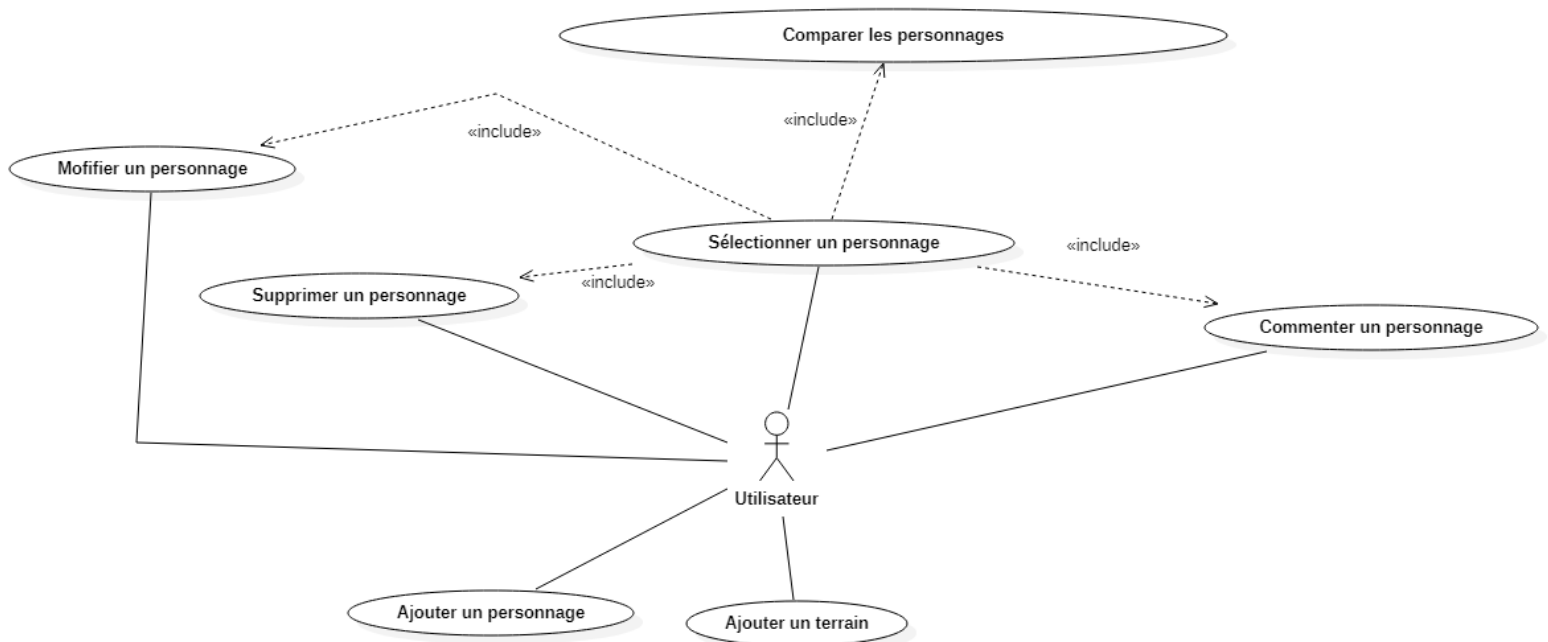 Comparer les personnages
«include»
«include»
Mofifier un personnage
Sélectionner un personnage
«include»
«include»
Supprimer un personnage
Commenter un personnage
Utilisateur
Ajouter un personnage
Ajouter un terrain